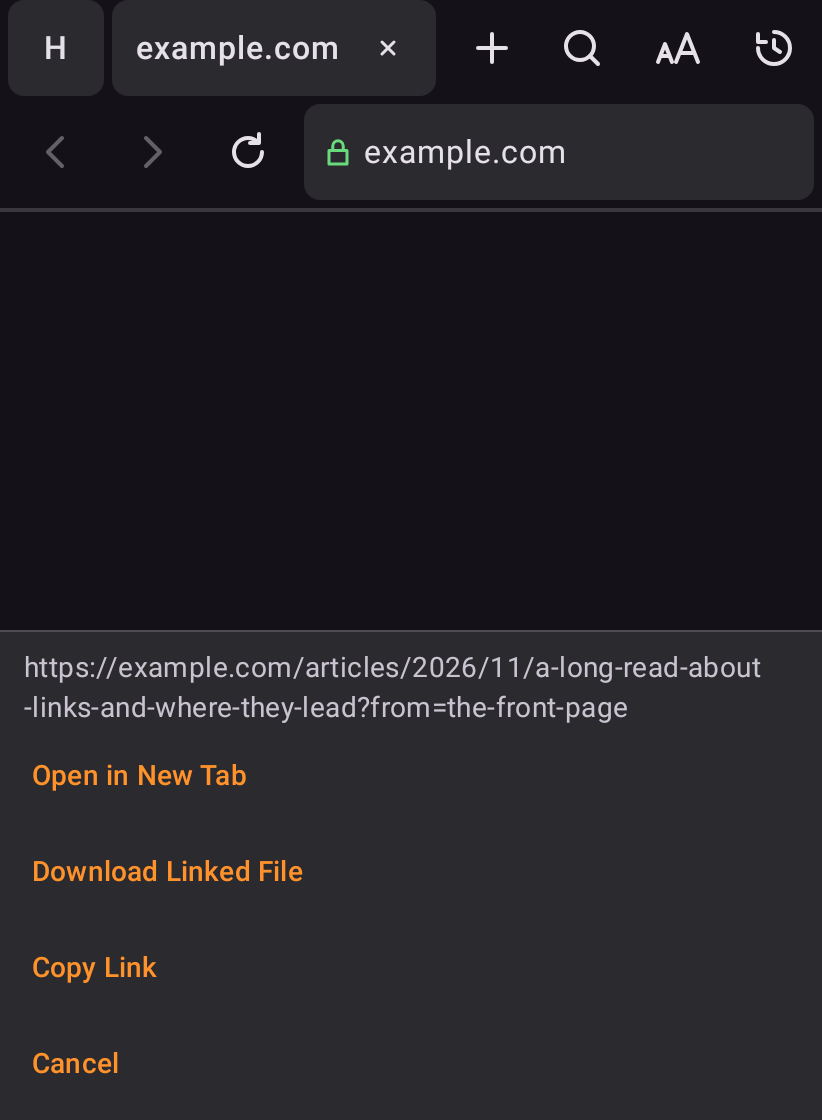 H
example.com
AA
example.com
https://example.com/articles/2026/11/a-long-read-about
-links-and-where-they-lead?from=the-front-page
Open in New Tab
Download Linked File
Copy Link
Cancel